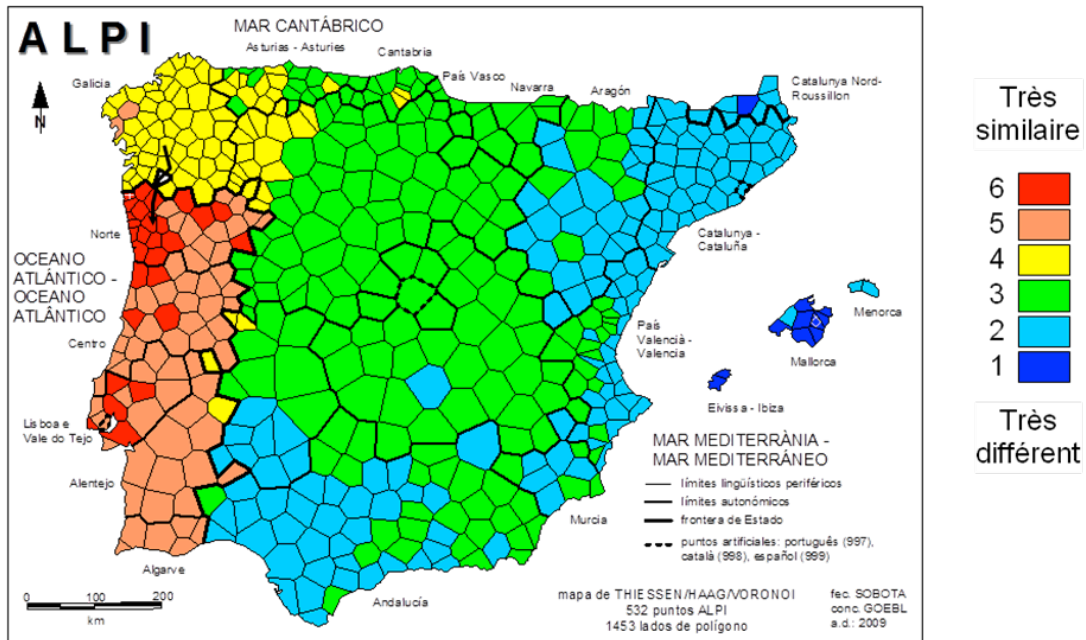 ALPI
MAR CANTÁBRICO
Asturias - Asturies
Cantabria
Galicia
País Vasco
Navarra
Aragón
Catalunya Nord-
Roussillon
N
Norte
OCEANO
ATLÁNTICO -
OCEANO
ATLÂNTICO
Centro
Catalunya -
Cataluña
País
Valencià -
Valencia
Menorca
Mallorca
Eivissa - Ibiza
Lisboa e
Vale do Tejo
Alentejo
Algarve
Andalucía
Murcia
MAR MEDITERRÀNIA -
MAR MEDITERRÁNEO
límites lingüísticos periféricos
límites autonómicos
frontera de Estado
puntos artificiales: português (997),
català (998), español (999)
0 100 200
km
mapa de THIESSEN/HAAG/VORONOI
532 puntos ALPI
1453 lados de polígono
fec. SOBOTA
conc. GOEBL
a.d.: 2009
Très
similaire
6
5
4
3
2
1
Très
différent